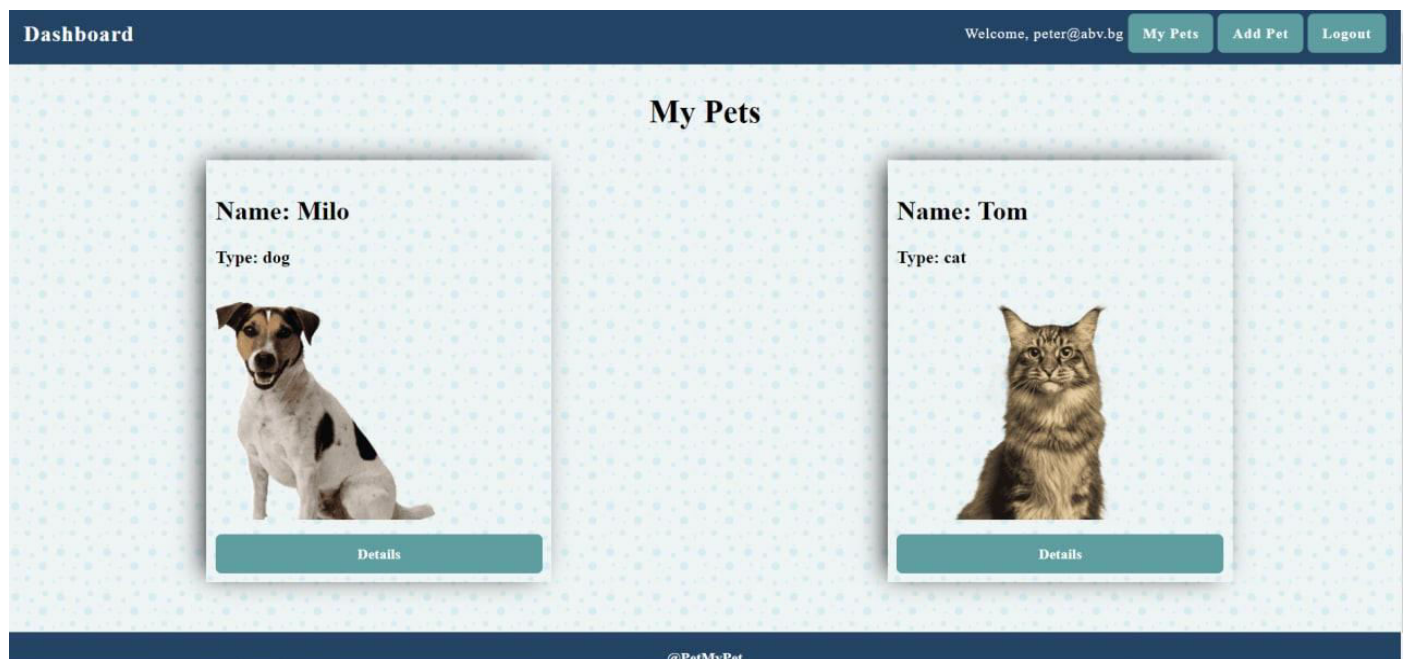 Dashboard
Welcome, peter@abv.bg My Pets Add Pet Logout
My Pets
Name: Milo
Type: dog
Details
Name: Tom
Type: cat
Details
@PetMyPet